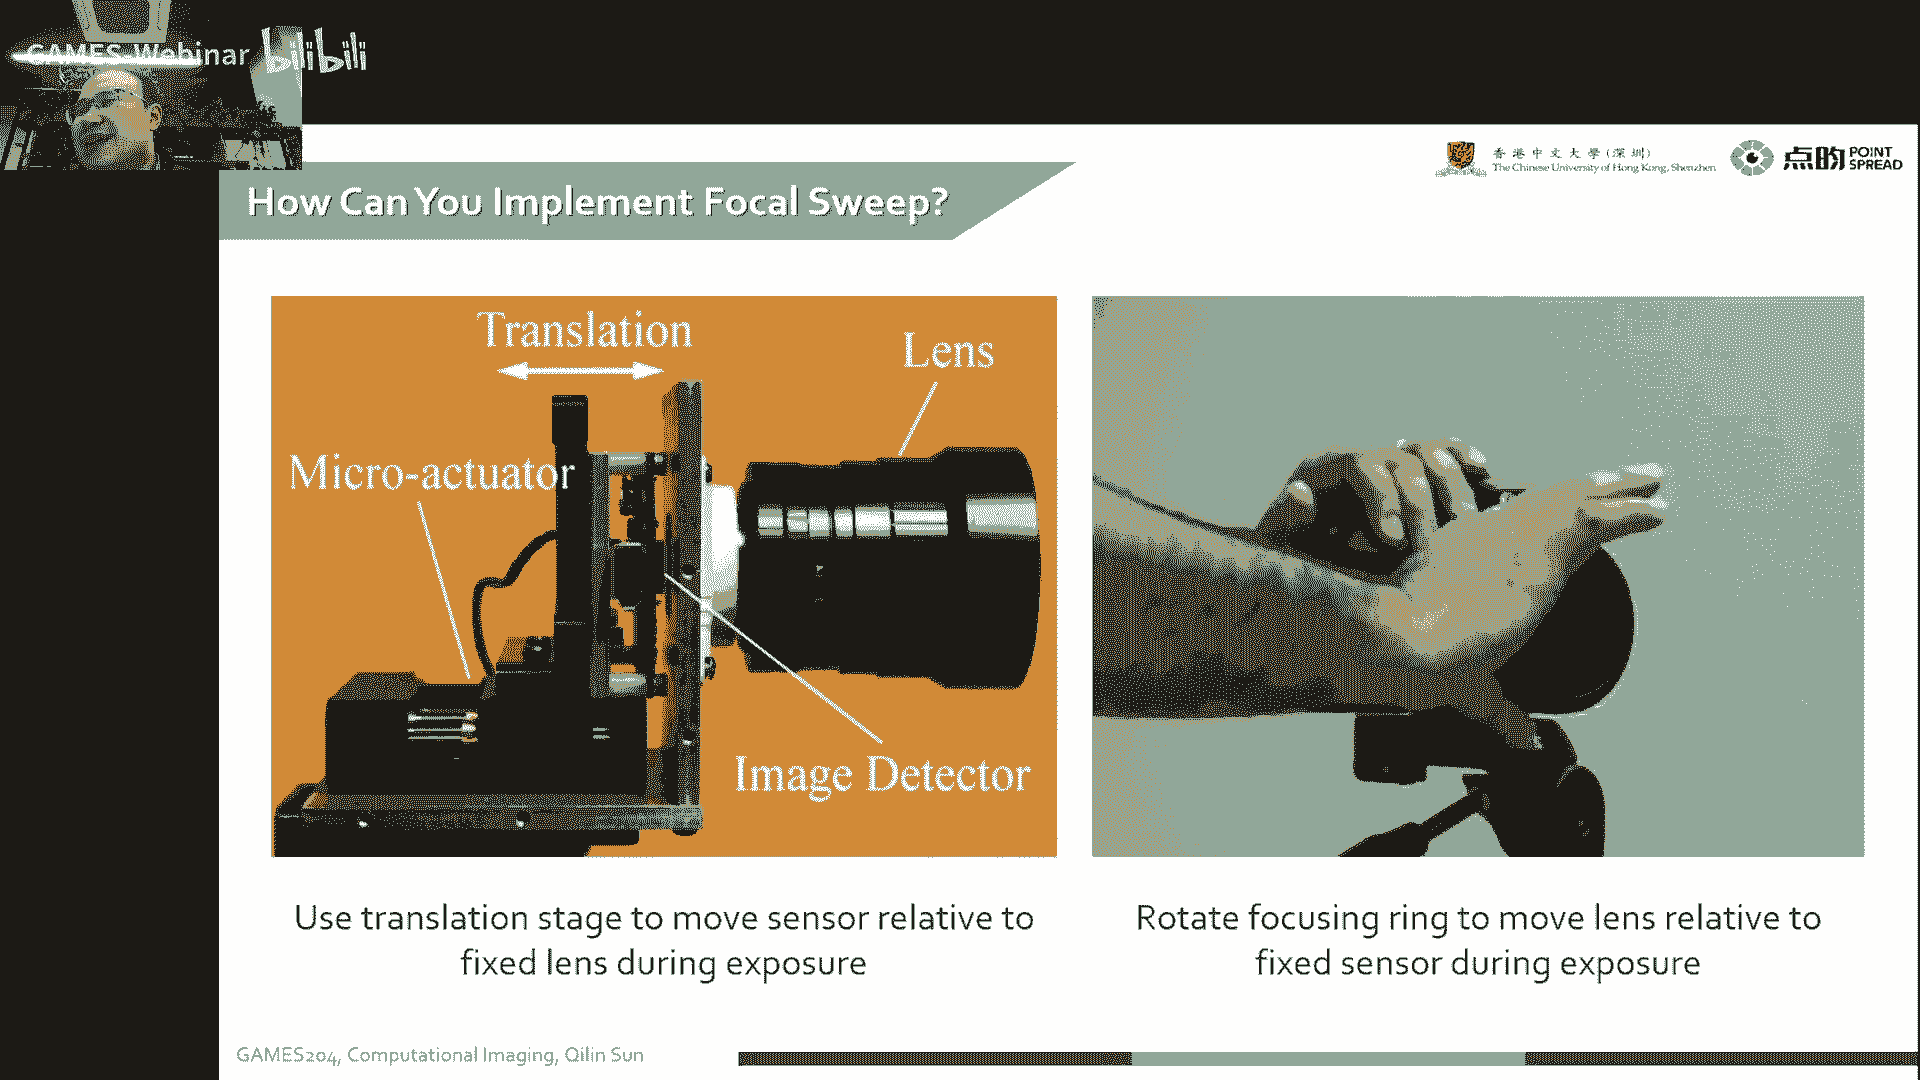 GAMES-Webinar bilibili
香港中文大學(深圳)
The Chinese University of Hong Kong, Shenzhen
点昀 POINT SPREAD
How Can You Implement Focal Sweep?
Translation
Lens
Micro-actuator
Image Detector
Use translation stage to move sensor relative to
fixed lens during exposure
Rotate focusing ring to move lens relative to
fixed sensor during exposure
GAMES204, Computational Imaging, Qilin Sun